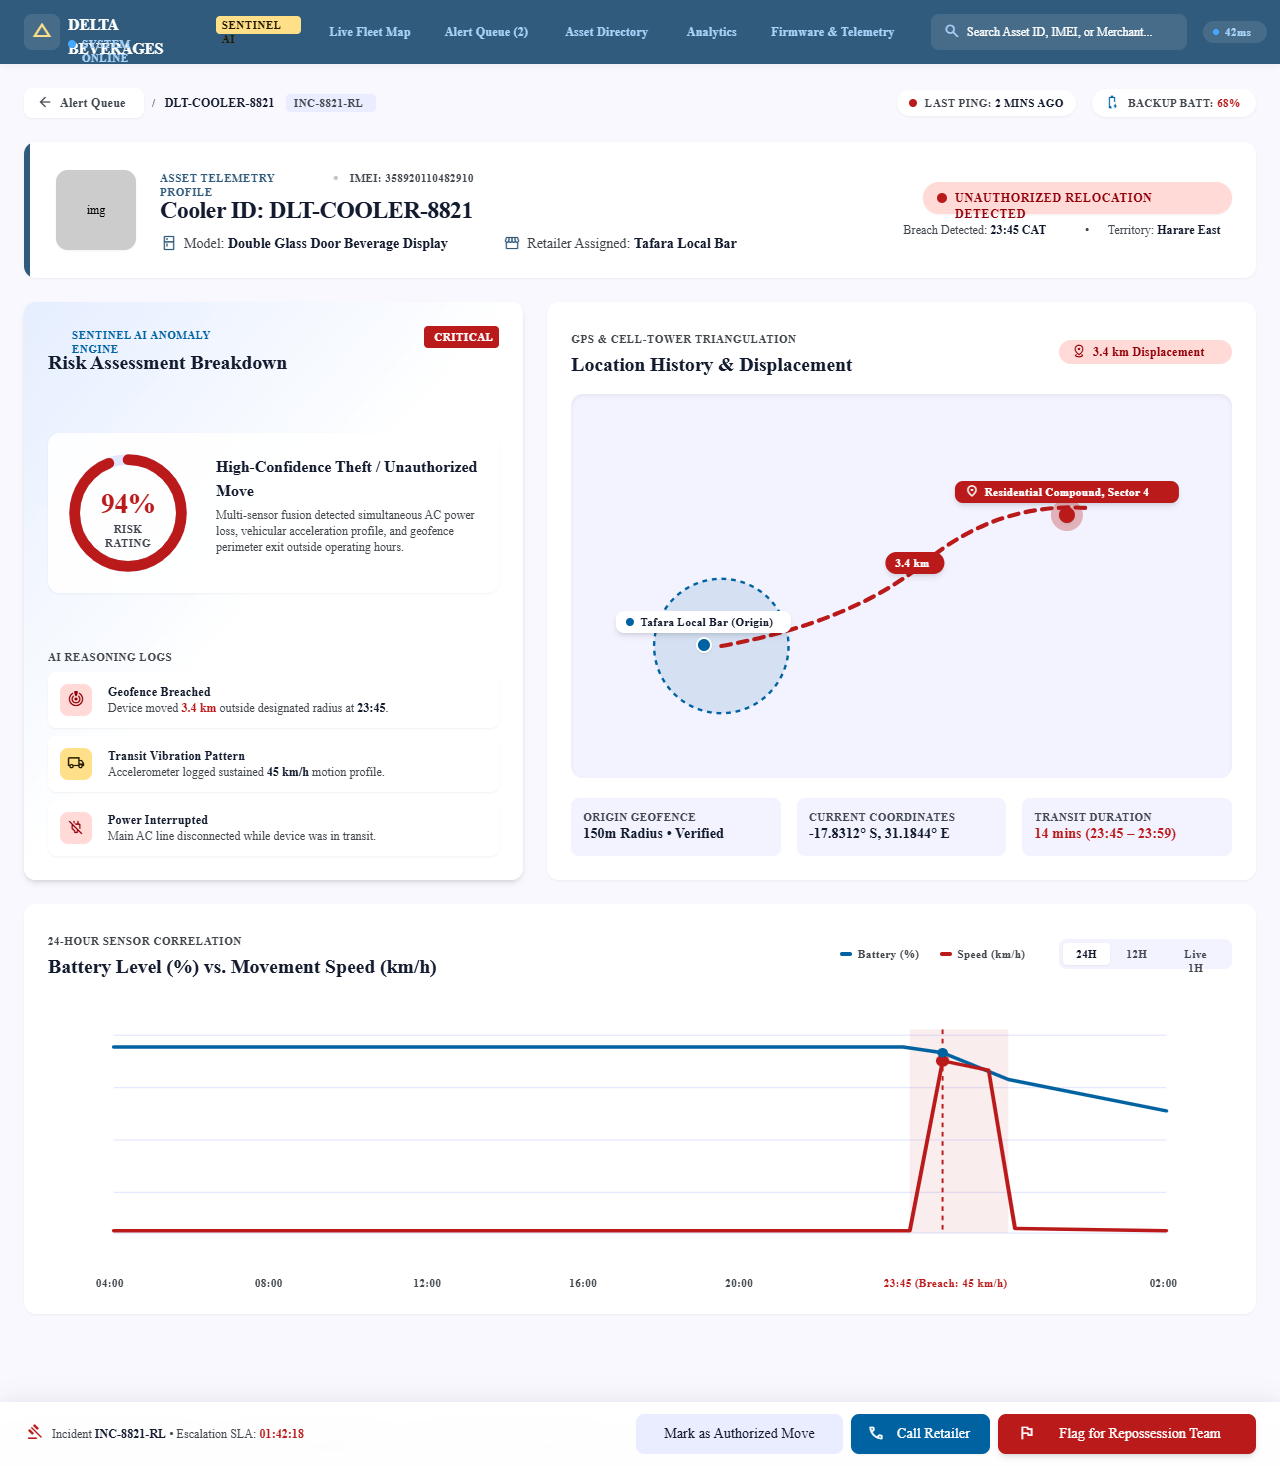 DELTA BEVERAGES
SYSTEM ONLINE
SENTINEL AI
Live Fleet Map
Alert Queue (2)
Asset Directory
Analytics
Firmware & Telemetry
Search Asset ID, IMEI, or Merchant...
42ms
Alert Queue
/
DLT-COOLER-8821
INC-8821-RL
LAST PING: 2 MINS AGO
BACKUP BATT: 68%
img
ASSET TELEMETRY PROFILE
• IMEI: 358920110482910
Cooler ID: DLT-COOLER-8821
Model: Double Glass Door Beverage Display
Retailer Assigned: Tafara Local Bar
UNAUTHORIZED RELOCATION DETECTED
Breach Detected: 23:45 CAT • Territory: Harare East
SENTINEL AI ANOMALY ENGINE
CRITICAL
Risk Assessment Breakdown
94%
RISK
RATING
High-Confidence Theft / Unauthorized
Move
Multi-sensor fusion detected simultaneous AC power
loss, vehicular acceleration profile, and geofence
perimeter exit outside operating hours.
AI REASONING LOGS
Geofence Breached
Device moved 3.4 km outside designated radius at 23:45.
Transit Vibration Pattern
Accelerometer logged sustained 45 km/h motion profile.
Power Interrupted
Main AC line disconnected while device was in transit.
GPS & CELL-TOWER TRIANGULATION
Location History & Displacement
3.4 km Displacement
Residential Compound, Sector 4
3.4 km
Tafara Local Bar (Origin)
ORIGIN GEOFENCE
150m Radius • Verified
CURRENT COORDINATES
-17.8312° S, 31.1844° E
TRANSIT DURATION
14 mins (23:45 – 23:59)
24-HOUR SENSOR CORRELATION
Battery Level (%) vs. Movement Speed (km/h)
Battery (%)
Speed (km/h)
24H
12H
Live
1H
04:00
08:00
12:00
16:00
20:00
23:45 (Breach: 45 km/h)
02:00
Incident INC-8821-RL • Escalation SLA: 01:42:18
Mark as Authorized Move
Call Retailer
Flag for Repossession Team